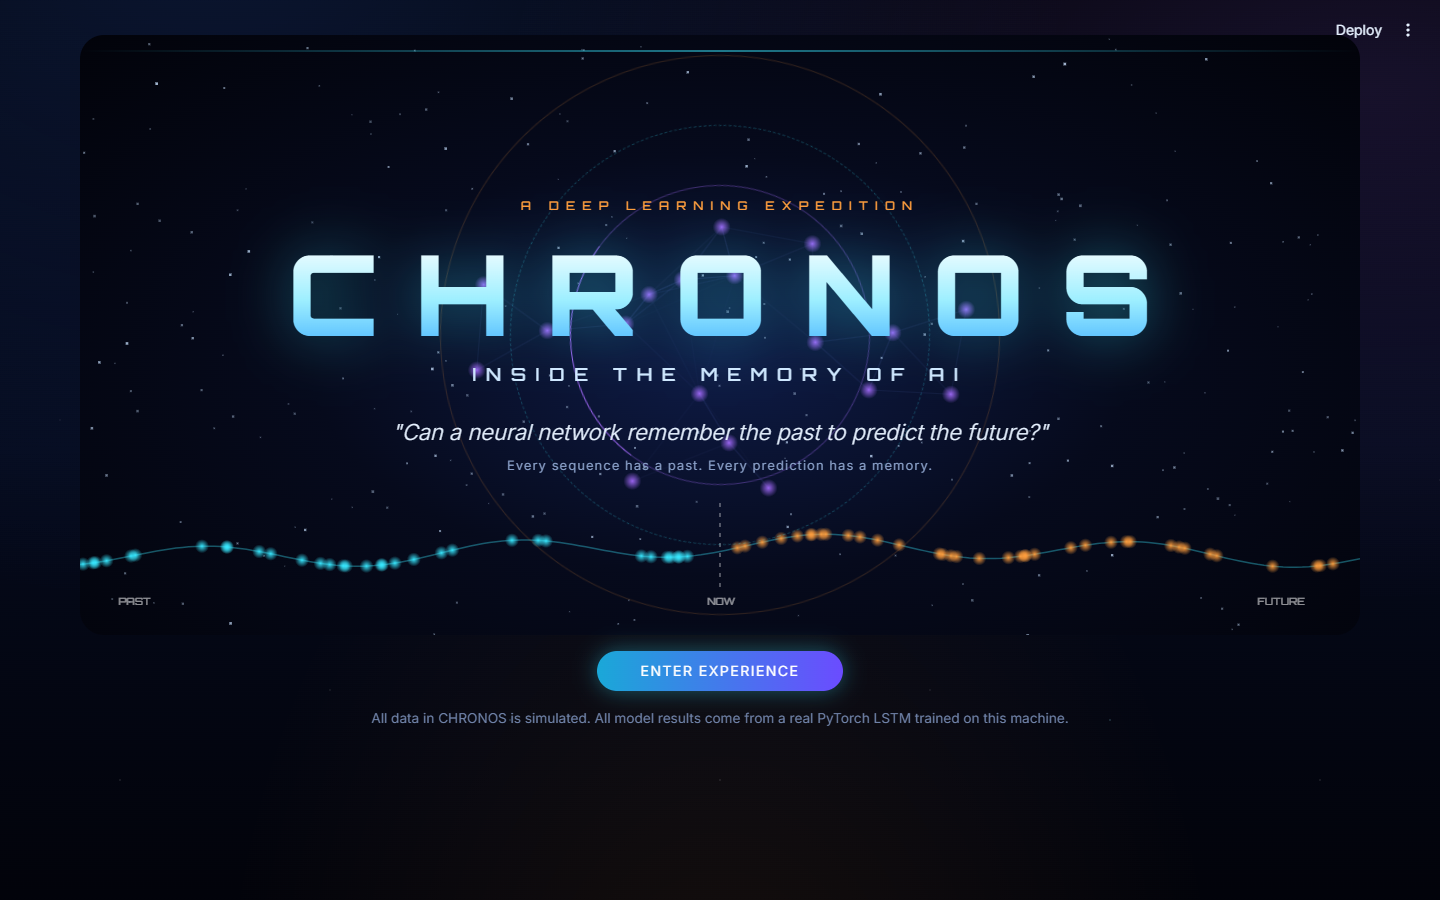 Deploy
A DEEP LEARNING EXPEDITION
CHRONOS
INSIDE THE MEMORY OF AI
"Can a neural network remember the past to predict the future?"
Every sequence has a past. Every prediction has a memory.
PAST
NOW
FUTURE
ENTER EXPERIENCE
All data in CHRONOS is simulated. All model results come from a real PyTorch LSTM trained on this machine.